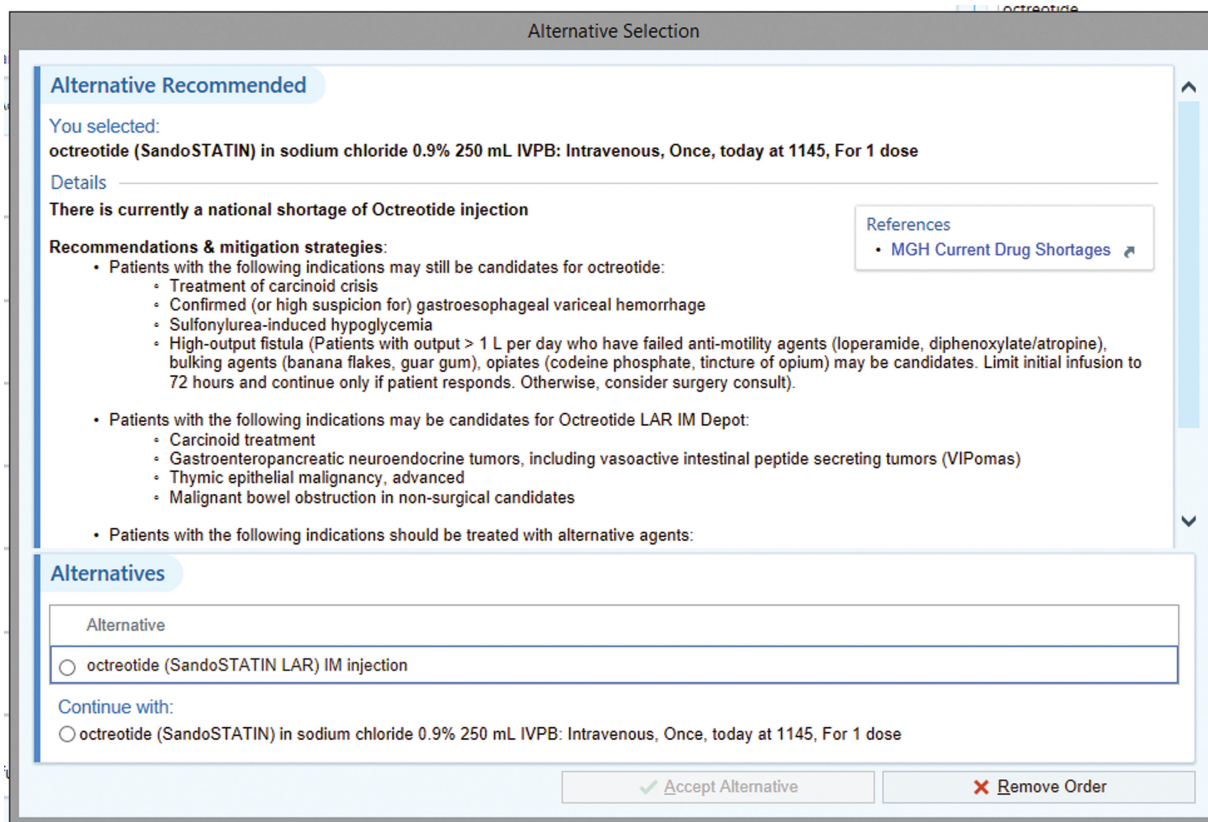 octreotide
Alternative Selection
Alternative Recommended
You selected:
octreotide (SandoSTATIN) in sodium chloride 0.9% 250 mL IVPB: Intravenous, Once, today at 1145, For 1 dose
Details
There is currently a national shortage of Octreotide injection
References
• MGH Current Drug Shortages
Recommendations & mitigation strategies:
• Patients with the following indications may still be candidates for octreotide:
◦ Treatment of carcinoid crisis
◦ Confirmed (or high suspicion for) gastroesophageal variceal hemorrhage
◦ Sulfonylurea-induced hypoglycemia
◦ High-output fistula (Patients with output > 1 L per day who have failed anti-motility agents (loperamide, diphenoxylate/atropine),
bulking agents (banana flakes, guar gum), opiates (codeine phosphate, tincture of opium) may be candidates. Limit initial infusion to
72 hours and continue only if patient responds. Otherwise, consider surgery consult).
• Patients with the following indications may be candidates for Octreotide LAR IM Depot:
◦ Carcinoid treatment
◦ Gastroenteropancreatic neuroendocrine tumors, including vasoactive intestinal peptide secreting tumors (VIPomas)
◦ Thymic epithelial malignancy, advanced
◦ Malignant bowel obstruction in non-surgical candidates
• Patients with the following indications should be treated with alternative agents:
Alternatives
Alternative
octreotide (SandoSTATIN LAR) IM injection
Continue with:
octreotide (SandoSTATIN) in sodium chloride 0.9% 250 mL IVPB: Intravenous, Once, today at 1145, For 1 dose
Accept Alternative
Remove Order